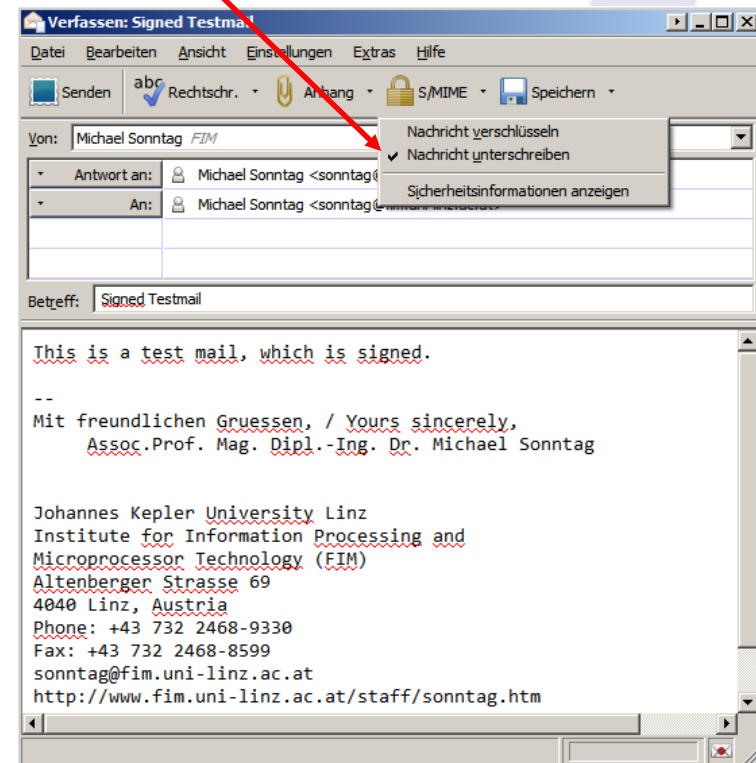 Verfassen: Signed Testmail
Datei Bearbeiten Ansicht Einstellungen Extras Hilfe
Senden abc Rechtschr. Anhang S/MIME Speichern
Von: Michael Sonntag FIM
Nachricht verschlüsseln
Nachricht unterschreiben
Sicherheitsinformationen anzeigen
Antwort an: Michael Sonntag <sonntag@
An: Michael Sonntag <sonntag@
Betreff: Signed Testmail
This is a test mail, which is signed.
--
Mit freundlichen Gruessen, / Yours sincerely,
Assoc.Prof. Mag. Dipl.-Ing. Dr. Michael Sonntag
Johannes Kepler University Linz
Institute for Information Processing and
Microprocessor Technology (FIM)
Altenberger Strasse 69
4040 Linz, Austria
Phone: +43 732 2468-9330
Fax: +43 732 2468-8599
sonntag@fim.uni-linz.ac.at
http://www.fim.uni-linz.ac.at/staff/sonntag.htm